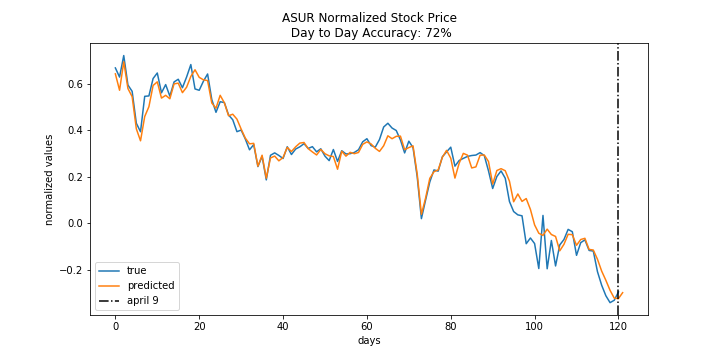 ASUR Normalized Stock Price
Day to Day Accuracy: 72%
normalized values
0.6
0.4
0.2
0.0
−0.2
true
predicted
april 9
0 20 40 60 80 100 120
days